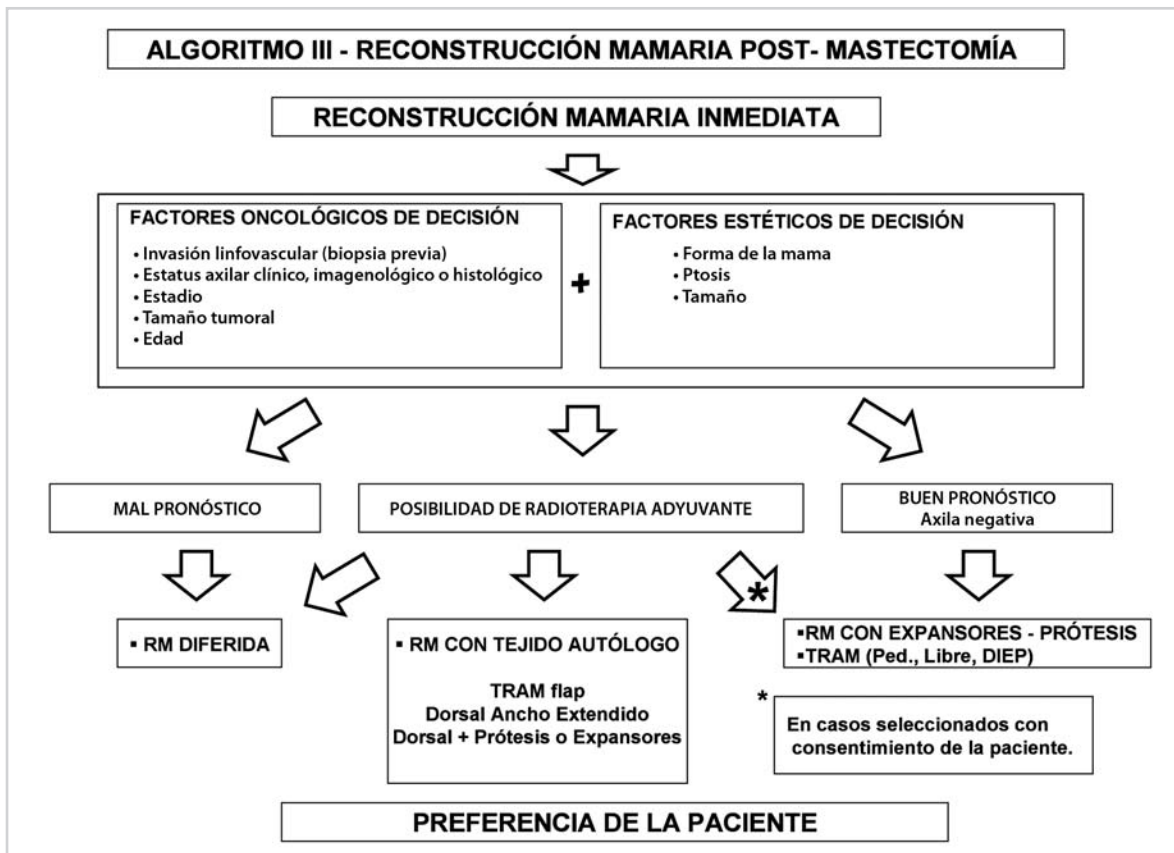 ALGORITMO III - RECONSTRUCCIÓN MAMARIA POST- MASTECTOMÍA
RECONSTRUCCIÓN MAMARIA INMEDIATA
FACTORES ONCOLÓGICOS DE DECISIÓN
• Invasión linfovascular (biopsia previa)
• Estatus axilar clínico, imagenológico o histológico
• Estadio
• Tamaño tumoral
• Edad
+
FACTORES ESTÉTICOS DE DECISIÓN
• Forma de la mama
• Ptosis
• Tamaño
MAL PRONÓSTICO
POSIBILIDAD DE RADIOTERAPIA ADYUVANTE
BUEN PRONÓSTICO
Axila negativa
*
▪ RM DIFERIDA
▪ RM CON TEJIDO AUTÓLOGO
TRAM flap
Dorsal Ancho Extendido
Dorsal + Prótesis o Expansores
▪RM CON EXPANSORES - PRÓTESIS
▪TRAM (Ped., Libre, DIEP)
*
En casos seleccionados con
consentimiento de la paciente.
PREFERENCIA DE LA PACIENTE